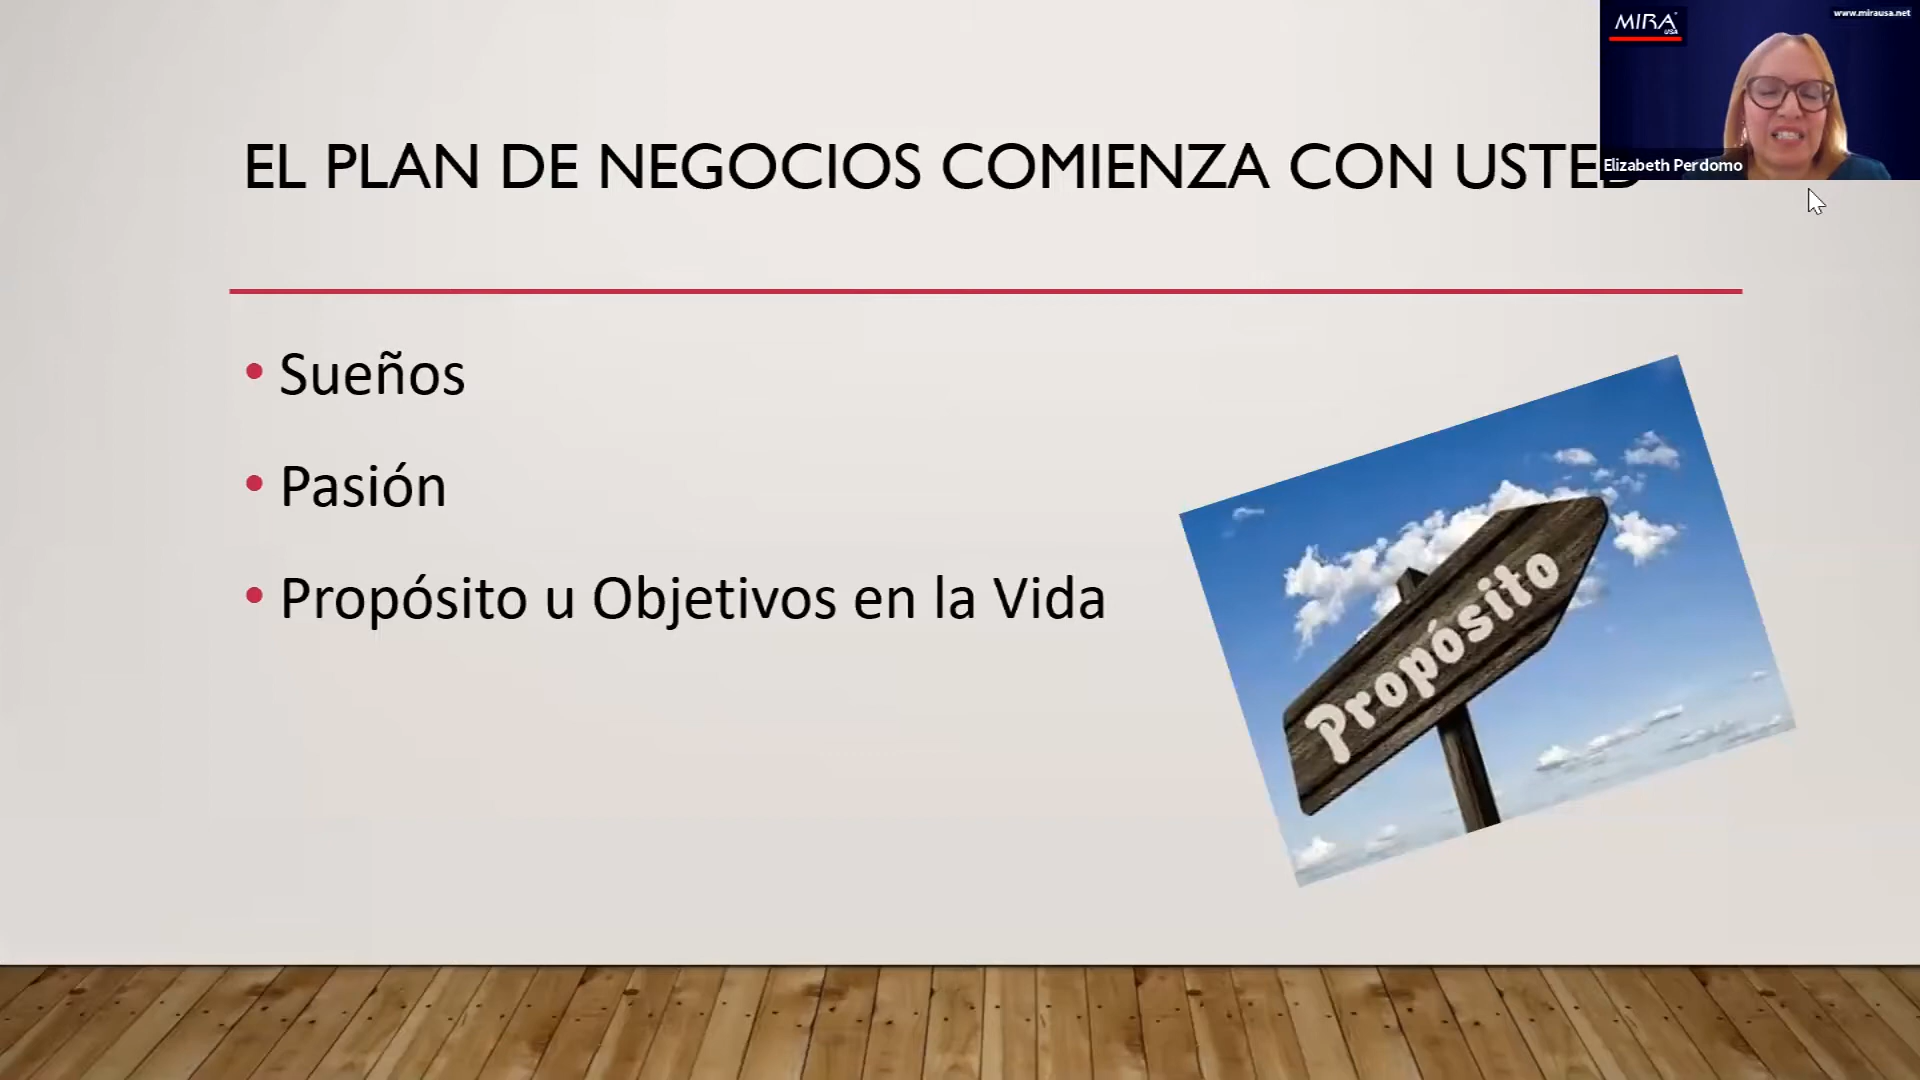 MIRA
USA
www.mirausa.net
Elizabeth Perdomo
EL PLAN DE NEGOCIOS COMIENZA CON USTED
• Sueños
• Pasión
• Propósito u Objetivos en la Vida
Propósito